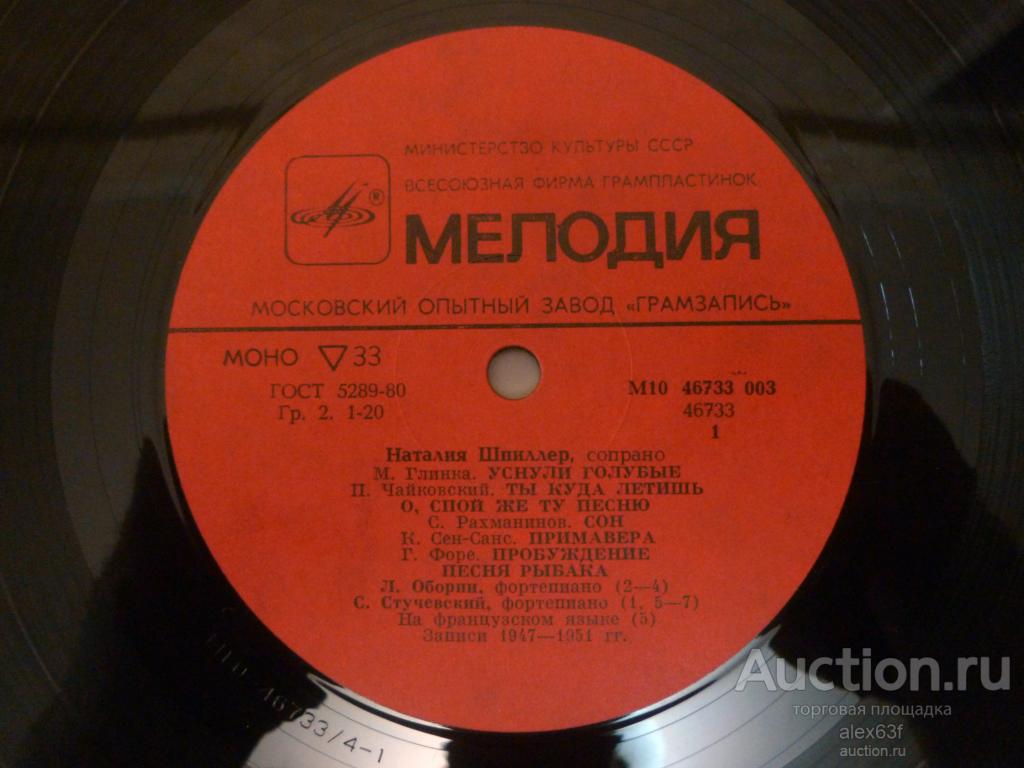 МИНИСТЕРСТВО КУЛЬТУРЫ СССР
ВСЕСОЮЗНАЯ ФИРМА ГРАМПЛАСТИНОК
®
МЕЛОДИЯ
МОСКОВСКИЙ ОПЫТНЫЙ ЗАВОД «ГРАМЗАПИСЬ»
МОНО ▽ 33
ГОСТ 5289-80
Гр. 2. 1-20
М10 46733 003
46733
1
Наталия Шпиллер, сопрано
М. Глинка. УСНУЛИ ГОЛУБЫЕ
П. Чайковский. ТЫ КУДА ЛЕТИШЬ
О, СПОЙ ЖЕ ТУ ПЕСНЮ
С. Рахманинов. СОН
К. Сен-Санс. ПРИМАВЕРА
Г. Форе. ПРОБУЖДЕНИЕ
ПЕСНЯ РЫБАКА
Л. Оборин, фортепиано (2—4)
С. Стучевский, фортепиано (1, 5—7)
На французском языке (5)
Записи 1947—1951 гг.
46733/4-1
Auction.ru
торговая площадка
alex63f
auction.ru